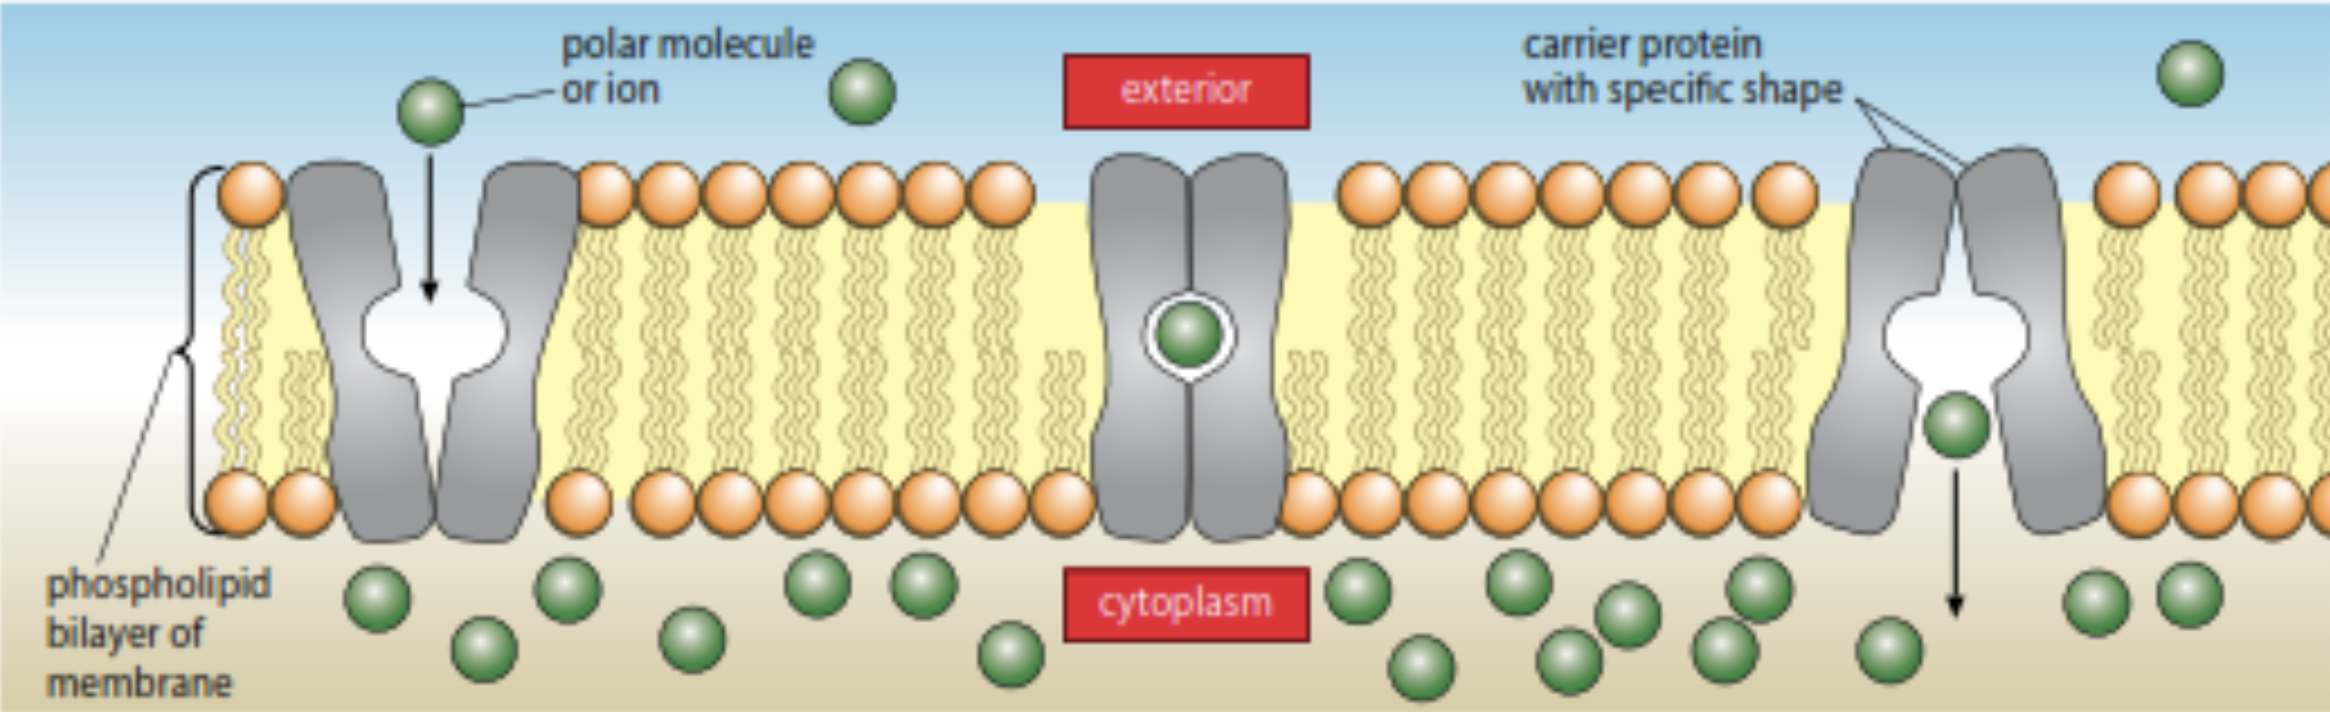 polar molecule
or ion
exterior
carrier protein
with specific shape
phospholipid
bilayer of
membrane
cytoplasm